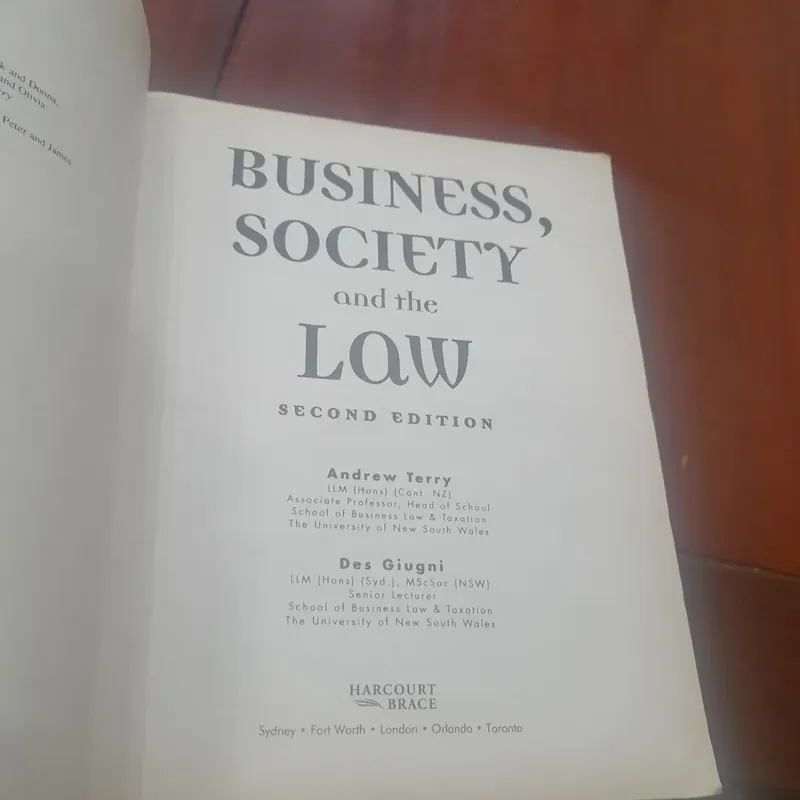 and Donna,
and Olivia
Peter and James
BUSINESS,
SOCIETY
and the
LAW
SECOND EDITION
Andrew Terry
LLM (Hons) (Cant. NZ)
Associate Professor, Head of School
School of Business Law & Taxation
The University of New South Wales
Des Giugni
LLM (Hons) (Syd.), MScSoc (NSW)
Senior Lecturer
School of Business Law & Taxation
The University of New South Wales
HARCOURT
BRACE
Sydney • Fort Worth • London • Orlando • Toronto